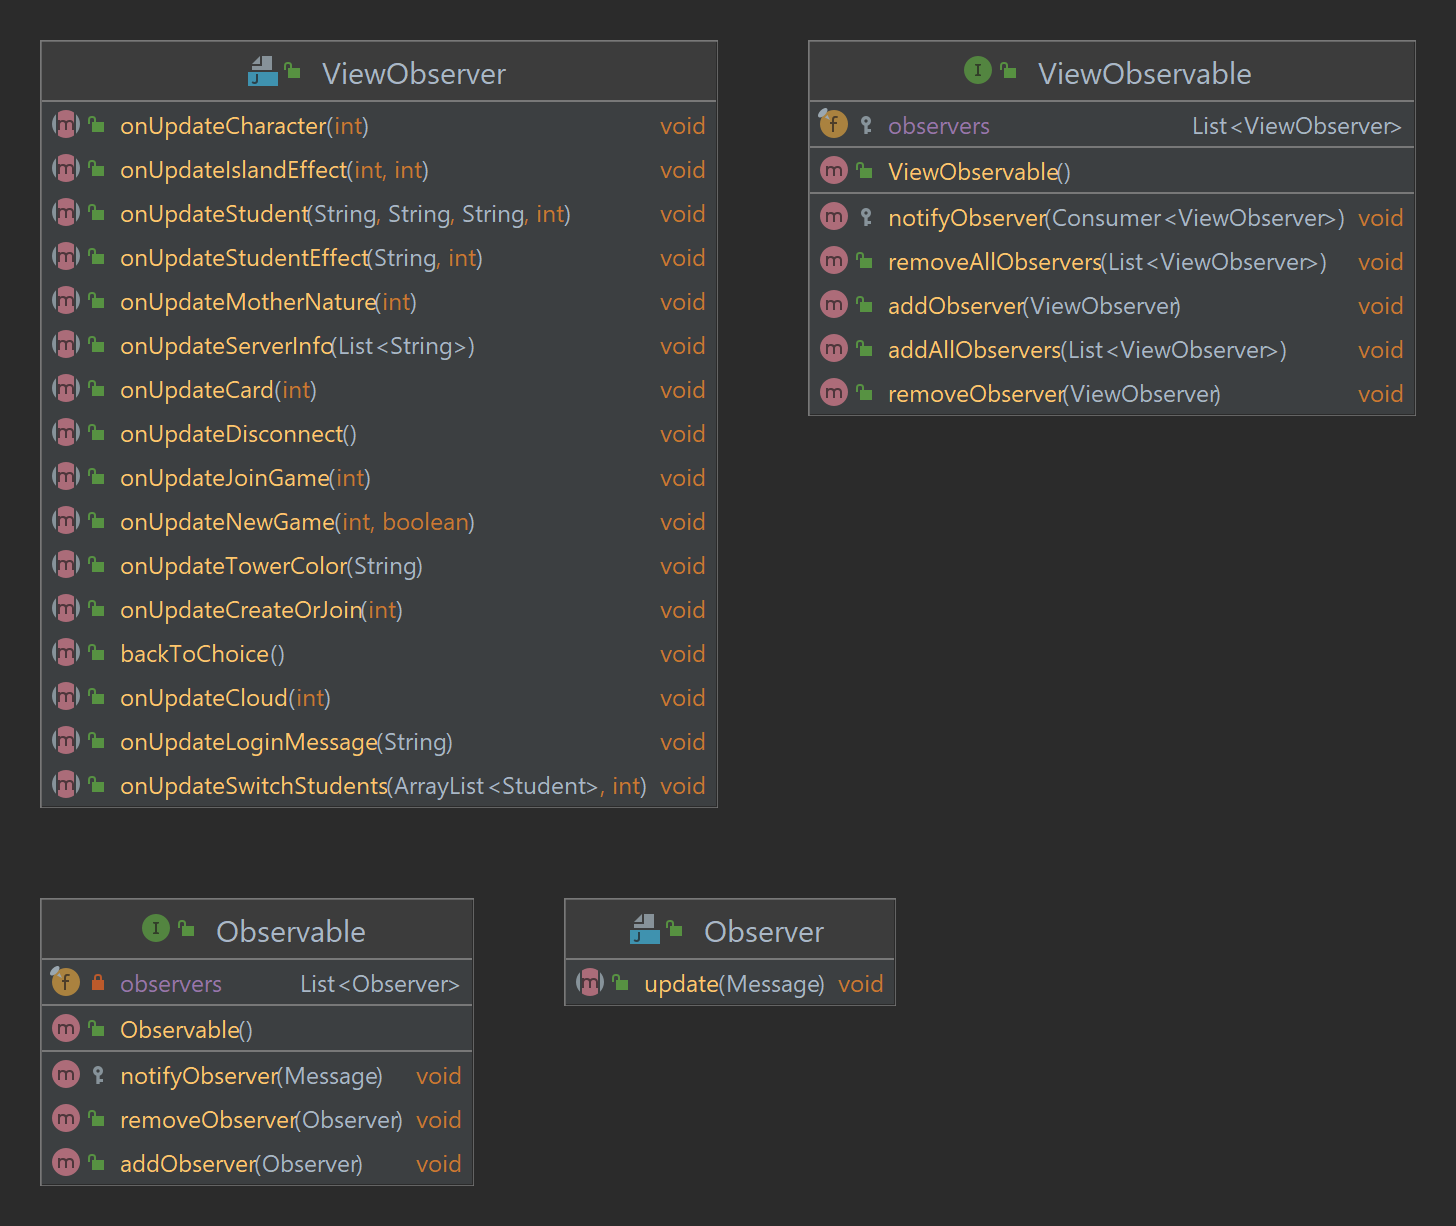 ViewObserver
onUpdateCharacter(int) void
onUpdateIslandEffect(int, int) void
onUpdateStudent(String, String, String, int) void
onUpdateStudentEffect(String, int) void
onUpdateMotherNature(int) void
onUpdateServerInfo(List<String>) void
onUpdateCard(int) void
onUpdateDisconnect() void
onUpdateJoinGame(int) void
onUpdateNewGame(int, boolean) void
onUpdateTowerColor(String) void
onUpdateCreateOrJoin(int) void
backToChoice() void
onUpdateCloud(int) void
onUpdateLoginMessage(String) void
onUpdateSwitchStudents(ArrayList<Student>, int) void
ViewObservable
observers List<ViewObserver>
ViewObservable()
notifyObserver(Consumer<ViewObserver>) void
removeAllObservers(List<ViewObserver>) void
addObserver(ViewObserver) void
addAllObservers(List<ViewObserver>) void
removeObserver(ViewObserver) void
Observable
observers List<Observer>
Observable()
notifyObserver(Message) void
removeObserver(Observer) void
addObserver(Observer) void
Observer
update(Message) void